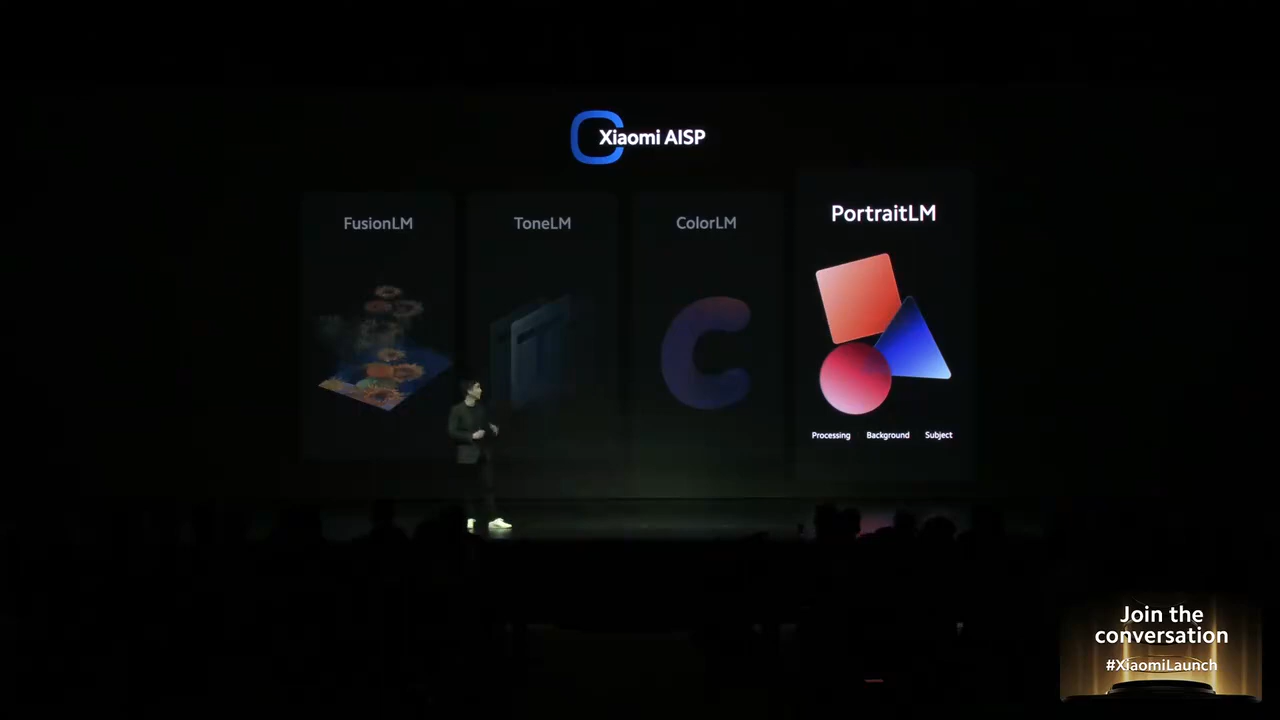 Xiaomi AISP
FusionLM
ToneLM
ColorLM
PortraitLM
T
C
Processing
Background
Subject
Join the
conversation
#XiaomiLaunch